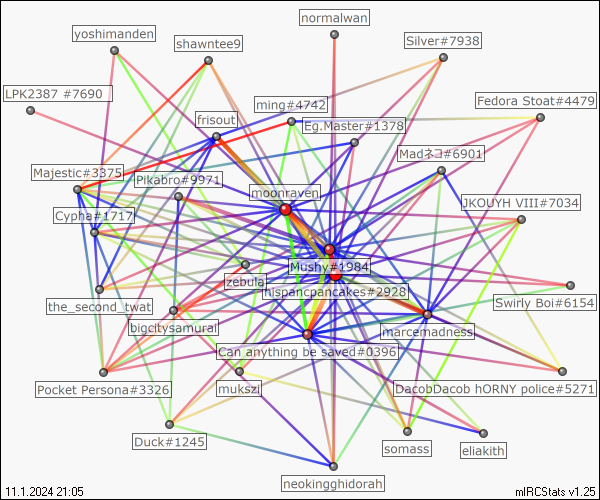 normalwan
yoshimanden
shawntee9
Silver#7938
LPK2387 #7690
ming#4742
Fedora Stoat#4479
frisout
Eg.Master#1378
Majestic#3375
Pikabro#9971
Madネコ#6901
moonraven
JKOUYH VIII#7034
Cypha#1717
Mushy#1984
zebula
hispancpancakes#2928
the_second_twat
Swirly Boi#6154
bigcitysamurai
marcemadness
Can anything be saved#0396
Pocket Persona#3326
mukszi
DacobDacob hORNY police#5271
Duck#1245
somass
eliakith
neokingghidorah
11.1.2024 21:05
mIRCStats v1.25